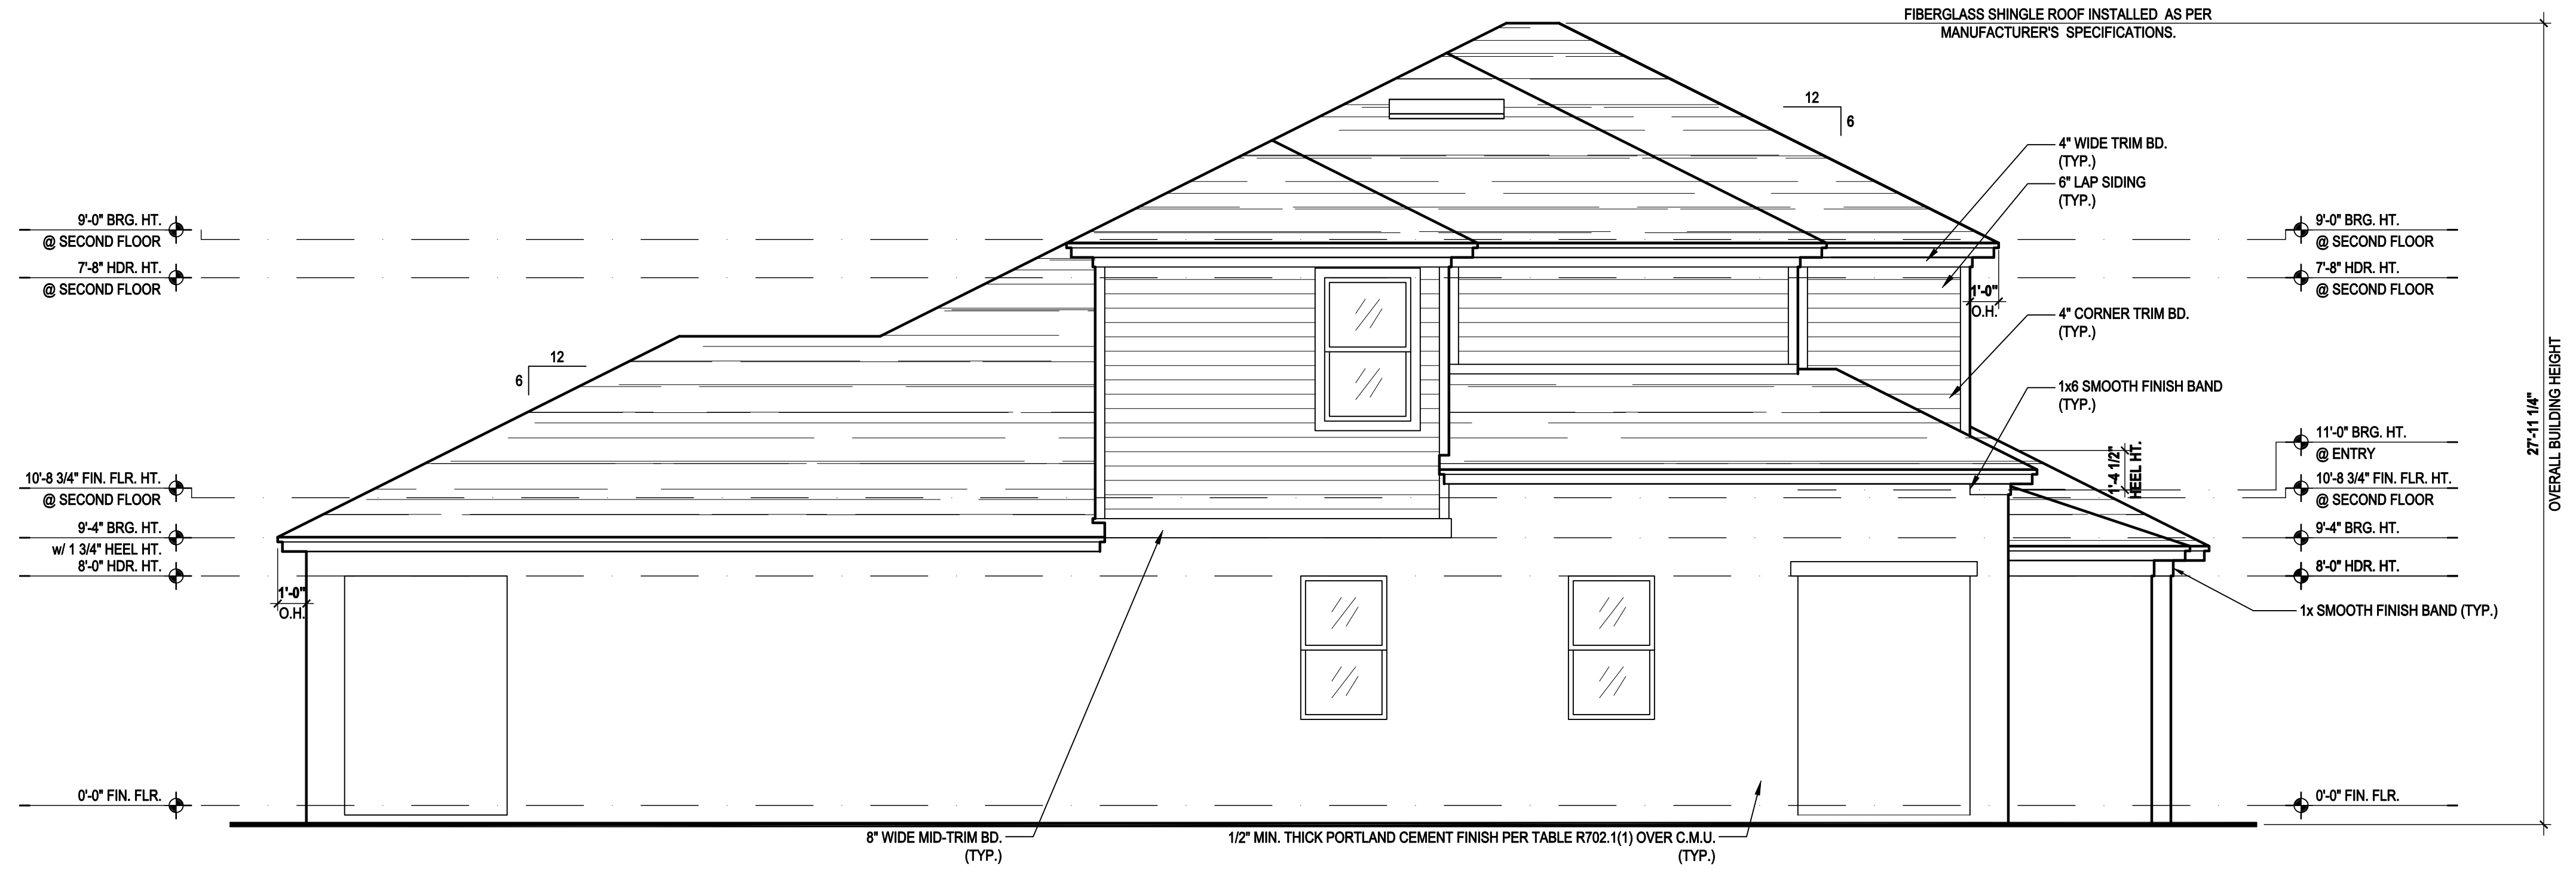 FIBERGLASS SHINGLE ROOF INSTALLED AS PER
MANUFACTURER'S SPECIFICATIONS.
12
6
4" WIDE TRIM BD.
(TYP.)
6" LAP SIDING
(TYP.)
9'-0" BRG. HT.
@ SECOND FLOOR
7'-8" HDR. HT.
@ SECOND FLOOR
9'-0" BRG. HT.
@ SECOND FLOOR
7'-8" HDR. HT.
@ SECOND FLOOR
1'-0"
O.H.
4" CORNER TRIM BD.
(TYP.)
12
6
1x6 SMOOTH FINISH BAND
(TYP.)
27'-11 1/4"
OVERALL BUILDING HEIGHT
11'-0" BRG. HT.
@ ENTRY
1'-4 1/2"
HEEL HT.
10'-8 3/4" FIN. FLR. HT.
@ SECOND FLOOR
10'-8 3/4" FIN. FLR. HT.
@ SECOND FLOOR
9'-4" BRG. HT.
w/ 1 3/4" HEEL HT.
8'-0" HDR. HT.
9'-4" BRG. HT.
8'-0" HDR. HT.
1'-0"
O.H.
1x SMOOTH FINISH BAND (TYP.)
0'-0" FIN. FLR.
0'-0" FIN. FLR.
8" WIDE MID-TRIM BD.
(TYP.)
1/2" MIN. THICK PORTLAND CEMENT FINISH PER TABLE R702.1(1) OVER C.M.U.
(TYP.)